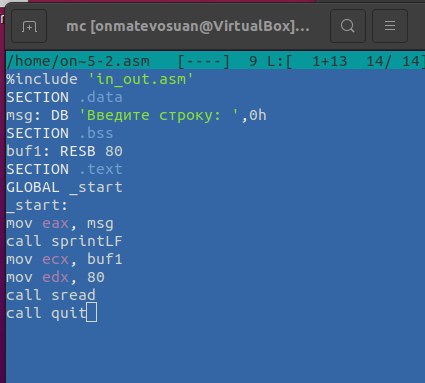 mc [onmatevosuan@VirtualBox]...
/home/on~5-2.asm [----] 9 L:[ 1+13 14/ 14]
%include 'in_out.asm'
SECTION .data
msg: DB 'Введите строку: ',0h
SECTION .bss
buf1: RESB 80
SECTION .text
GLOBAL _start
_start:
mov eax, msg
call sprintLF
mov ecx, buf1
mov edx, 80
call sread
call quit